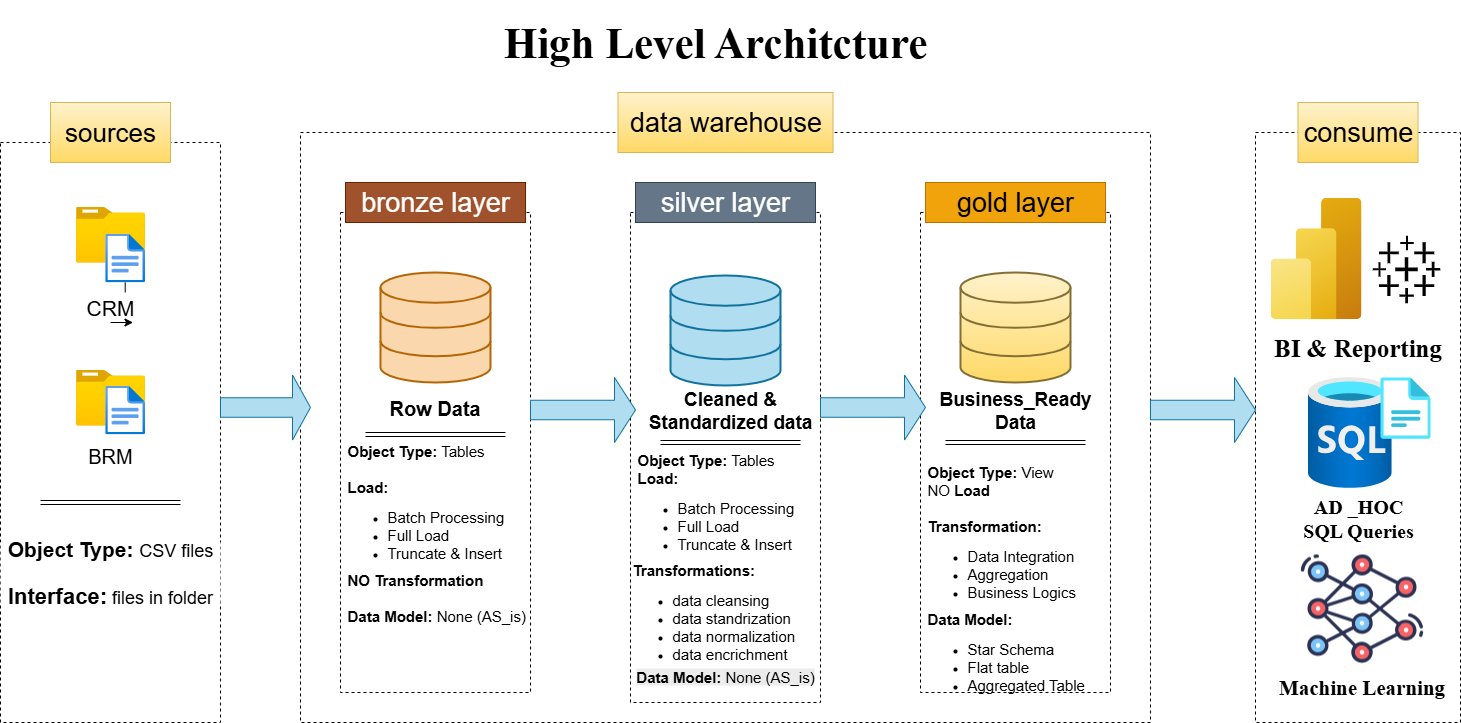 High Level Architcture
sources
CRM
BRM
Object Type: CSV files
Interface: files in folder
data warehouse
bronze layer
Row Data
Object Type: Tables
Load:
Batch Processing
Full Load
Truncate & Insert
NO Transformation
Data Model: None (AS_is)
silver layer
Cleaned &
Standardized data
Object Type: Tables
Load:
Batch Processing
Full Load
Truncate & Insert
Transformations:
data cleansing
data standrization
data normalization
data encrichment
Data Model: None (AS_is)
gold layer
Business_Ready
Data
Object Type: View
NO Load
Transformation:
Data Integration
Aggregation
Business Logics
Data Model:
Star Schema
Flat table
Aggregated Table
consume
BI & Reporting
SQL
AD _HOC
SQL Queries
Machine Learning